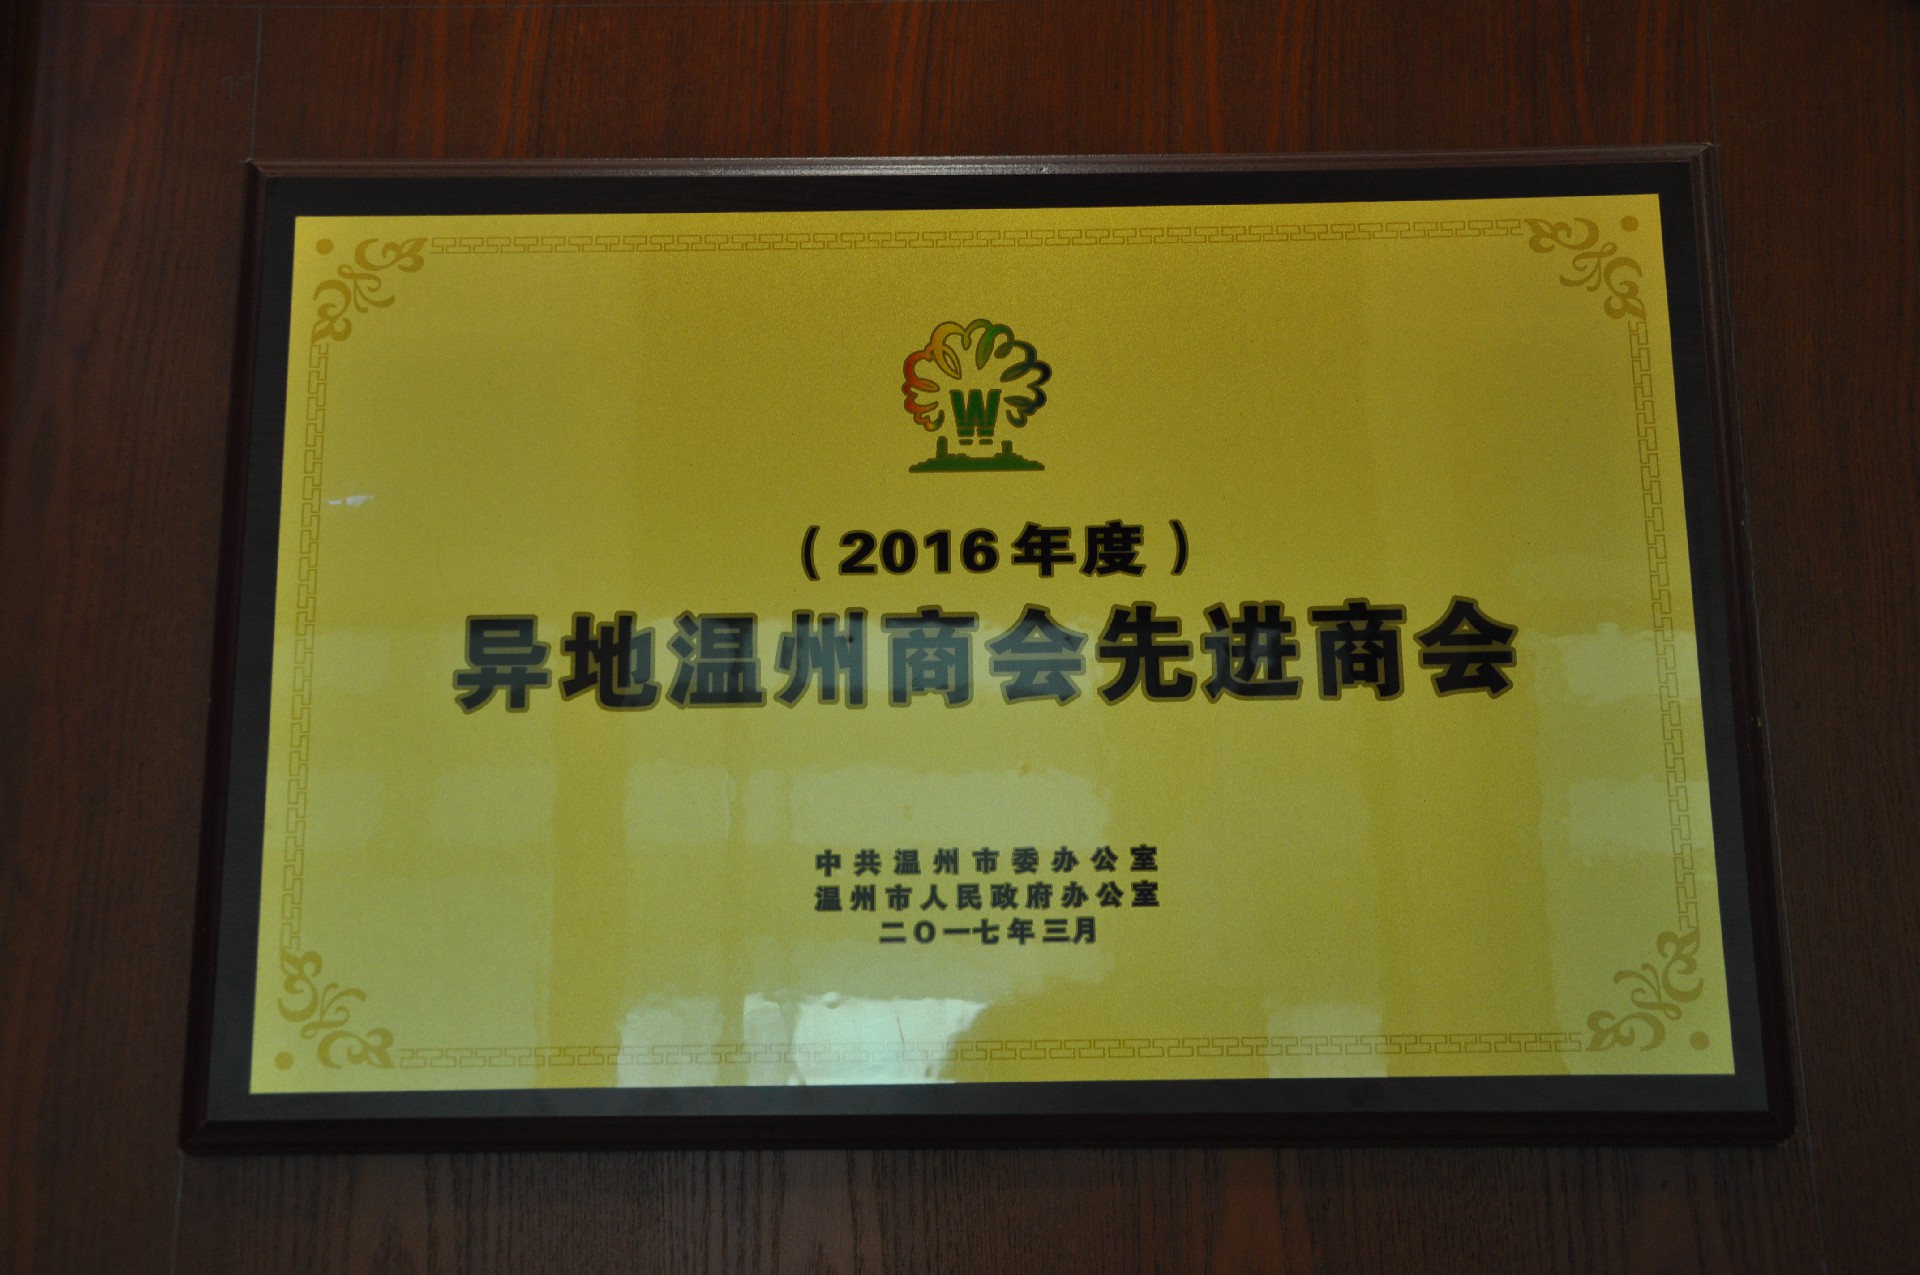 W
（2016年度）
异地温州商会先进商会
中共温州市委办公室
温州市人民政府办公室
二〇一七年三月